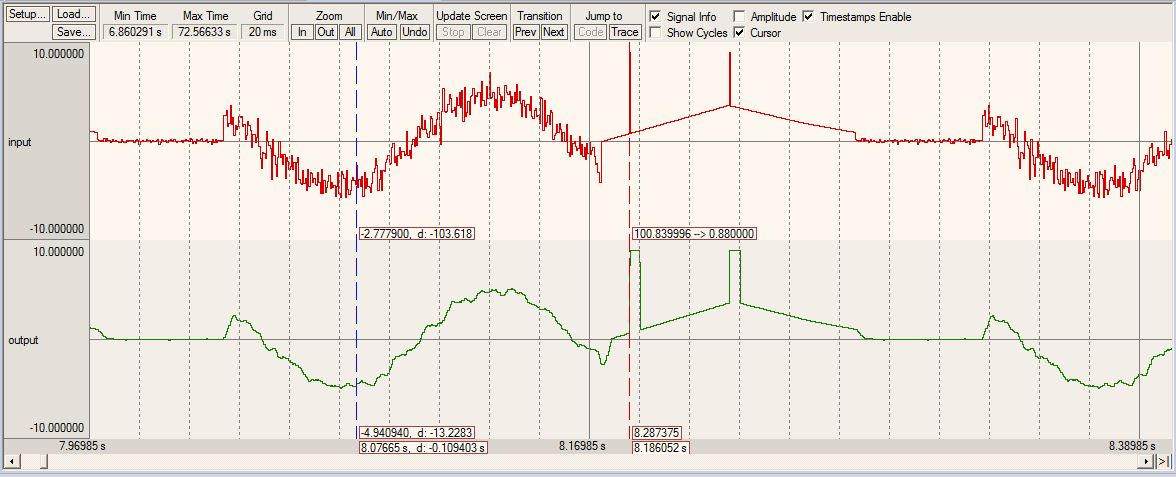 Setup... Load... Min Time Max Time Grid Zoom Min/Max Update Screen Transition Jump to Signal Info Amplitude Timestamps Enable
Save... 6.860291 s 72.56633 s 20 ms In Out All Auto Undo Stop Clear Prev Next Code Trace Show Cycles Cursor
10.000000
input
-10.000000
-2.777900, d: -103.618 100.839996 --> 0.880000
10.000000
output
-10.000000
-4.940940, d: -13.2283 8.287375
7.96985 s 8.07665 s, d: -0.109403 s 8.16985 s 8.186052 s 8.38985 s